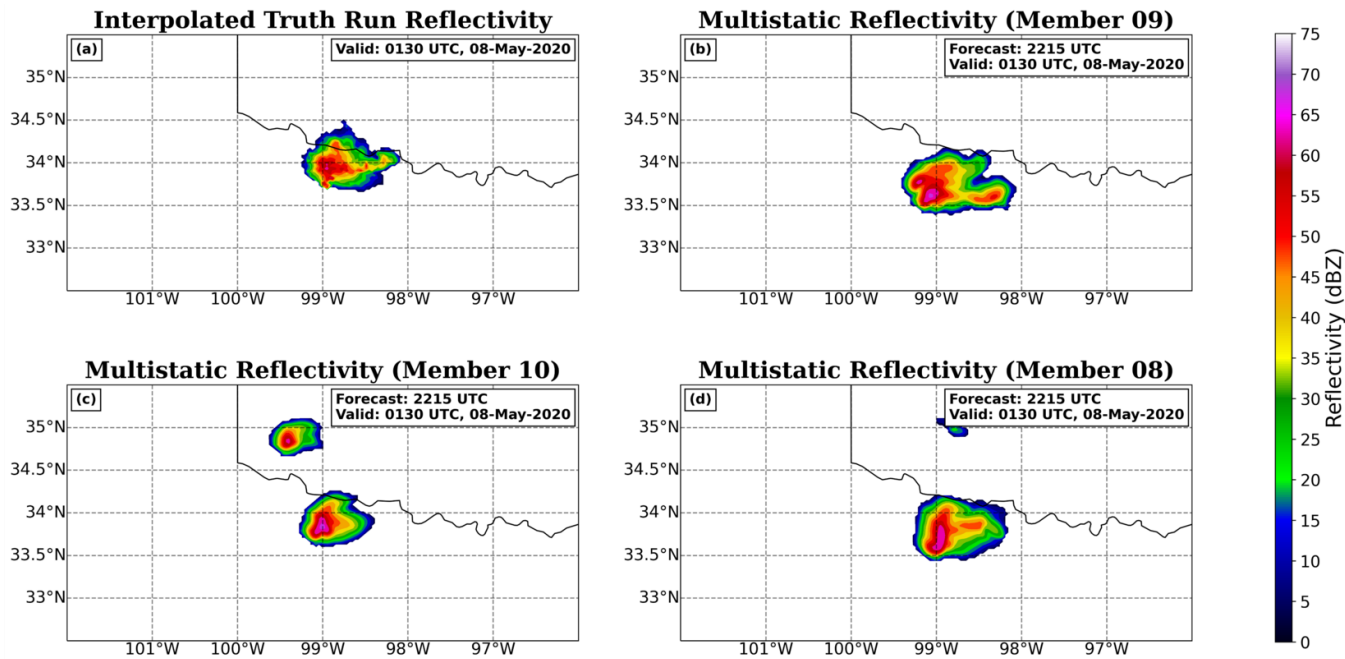 Interpolated Truth Run Reflectivity
(a)
Valid: 0130 UTC, 08-May-2020
35°N
34.5°N
34°N
33.5°N
33°N
101°W 100°W 99°W 98°W 97°W
Multistatic Reflectivity (Member 09)
(b)
Forecast: 2215 UTC
Valid: 0130 UTC, 08-May-2020
35°N
34.5°N
34°N
33.5°N
33°N
101°W 100°W 99°W 98°W 97°W
Multistatic Reflectivity (Member 10)
(c)
Forecast: 2215 UTC
Valid: 0130 UTC, 08-May-2020
35°N
34.5°N
34°N
33.5°N
33°N
101°W 100°W 99°W 98°W 97°W
Multistatic Reflectivity (Member 08)
(d)
Forecast: 2215 UTC
Valid: 0130 UTC, 08-May-2020
35°N
34.5°N
34°N
33.5°N
33°N
101°W 100°W 99°W 98°W 97°W
75
70
65
60
55
50
45
40
35
30
25
20
15
10
5
0
Reflectivity (dBZ)